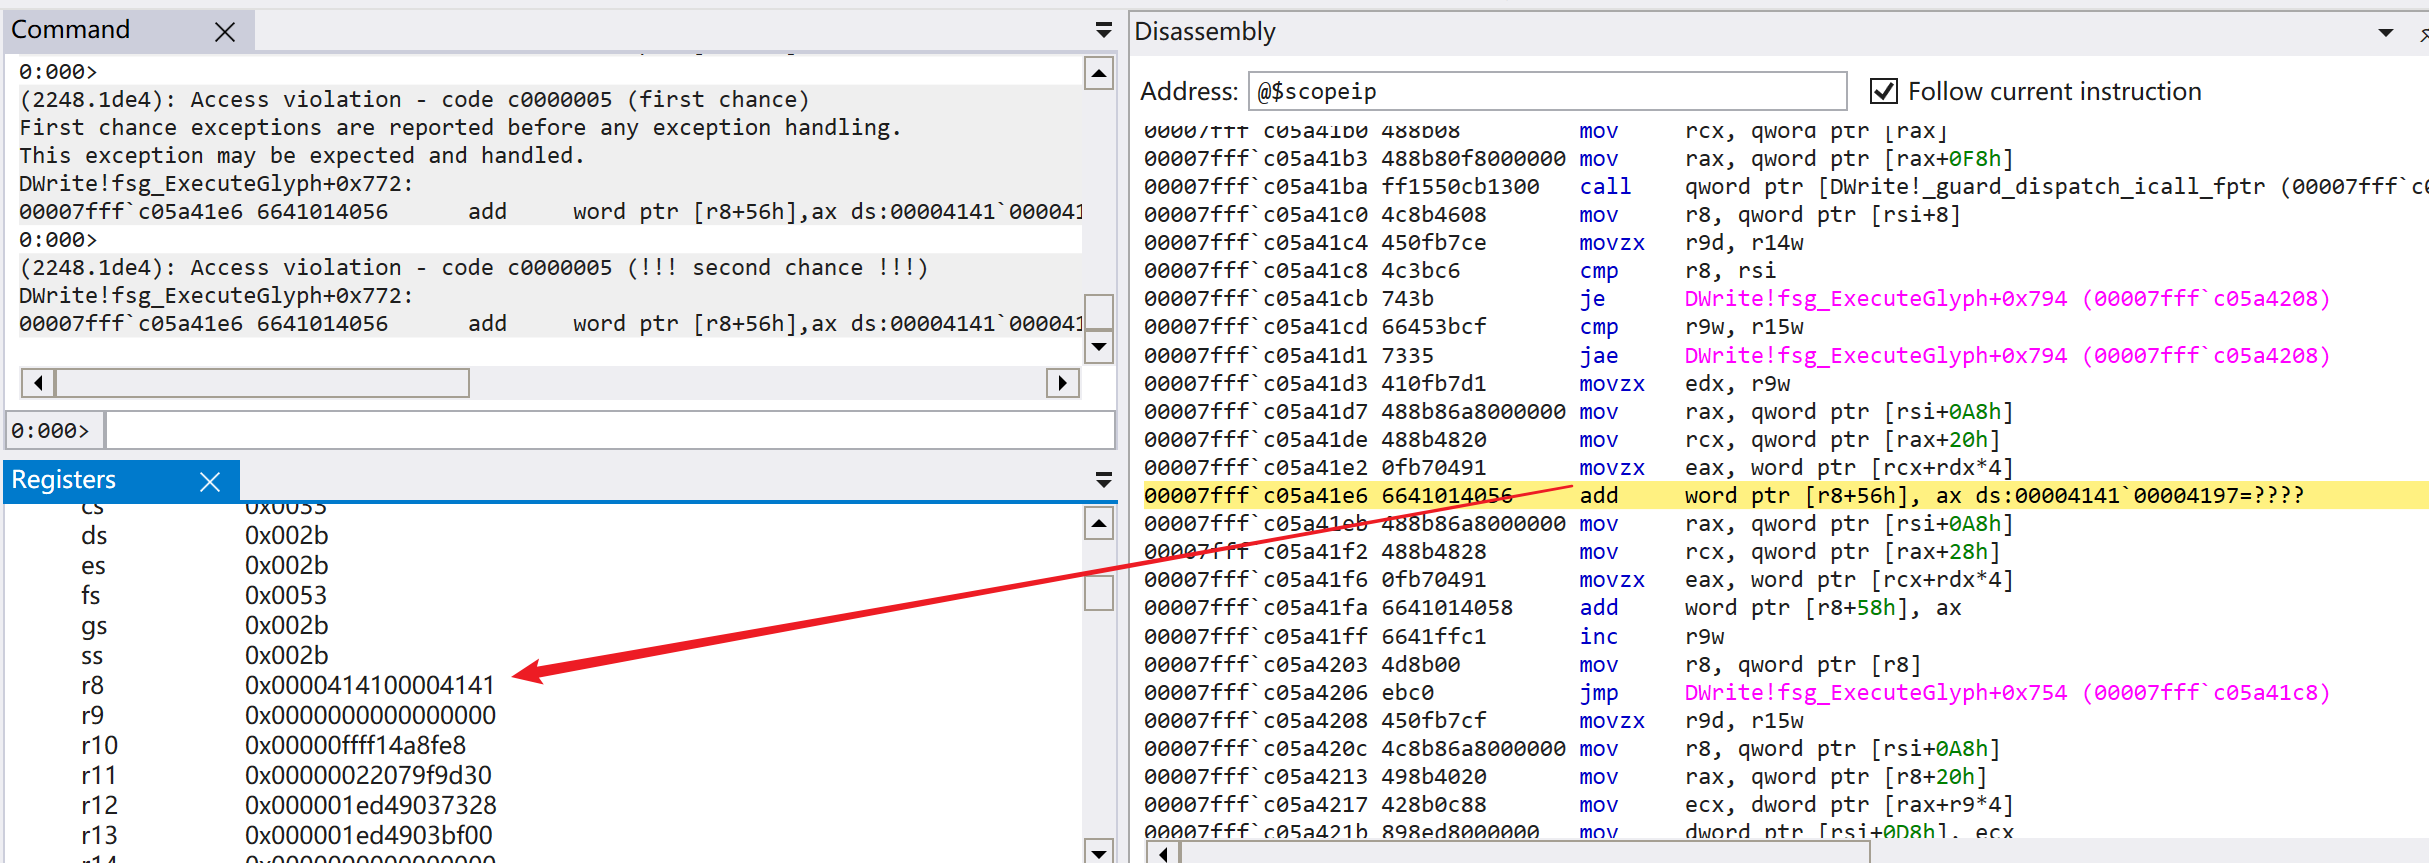 Command
0:000>
(2248.1de4): Access violation - code c0000005 (first chance)
First chance exceptions are reported before any exception handling.
This exception may be expected and handled.
DWrite!fsg_ExecuteGlyph+0x772:
00007fff`c05a41e6 6641014056 add word ptr [r8+56h],ax ds:00004141`000041
0:000>
(2248.1de4): Access violation - code c0000005 (!!! second chance !!!)
DWrite!fsg_ExecuteGlyph+0x772:
00007fff`c05a41e6 6641014056 add word ptr [r8+56h],ax ds:00004141`000041
0:000>
Registers
cs 0x0033
ds 0x002b
es 0x002b
fs 0x0053
gs 0x002b
ss 0x002b
r8 0x0000414100004141
r9 0x0000000000000000
r10 0x00000ffff14a8fe8
r11 0x00000022079f9d30
r12 0x000001ed49037328
r13 0x000001ed4903bf00
r14 0x0000000000000000
Disassembly
Address: @$scopeip
Follow current instruction
00007fff`c05a41b0 488b08 mov rcx, qword ptr [rax]
00007fff`c05a41b3 488b80f8000000 mov rax, qword ptr [rax+0F8h]
00007fff`c05a41ba ff1550cb1300 call qword ptr [DWrite!_guard_dispatch_icall_fptr (00007fff`c0
00007fff`c05a41c0 4c8b4608 mov r8, qword ptr [rsi+8]
00007fff`c05a41c4 450fb7ce movzx r9d, r14w
00007fff`c05a41c8 4c3bc6 cmp r8, rsi
00007fff`c05a41cb 743b je DWrite!fsg_ExecuteGlyph+0x794 (00007fff`c05a4208)
00007fff`c05a41cd 66453bcf cmp r9w, r15w
00007fff`c05a41d1 7335 jae DWrite!fsg_ExecuteGlyph+0x794 (00007fff`c05a4208)
00007fff`c05a41d3 410fb7d1 movzx edx, r9w
00007fff`c05a41d7 488b86a8000000 mov rax, qword ptr [rsi+0A8h]
00007fff`c05a41de 488b4820 mov rcx, qword ptr [rax+20h]
00007fff`c05a41e2 0fb70491 movzx eax, word ptr [rcx+rdx*4]
00007fff`c05a41e6 6641014056 add word ptr [r8+56h], ax ds:00004141`00004197=????
00007fff`c05a41eb 488b86a8000000 mov rax, qword ptr [rsi+0A8h]
00007fff`c05a41f2 488b4828 mov rcx, qword ptr [rax+28h]
00007fff`c05a41f6 0fb70491 movzx eax, word ptr [rcx+rdx*4]
00007fff`c05a41fa 6641014058 add word ptr [r8+58h], ax
00007fff`c05a41ff 6641ffc1 inc r9w
00007fff`c05a4203 4d8b00 mov r8, qword ptr [r8]
00007fff`c05a4206 ebc0 jmp DWrite!fsg_ExecuteGlyph+0x754 (00007fff`c05a41c8)
00007fff`c05a4208 450fb7cf movzx r9d, r15w
00007fff`c05a420c 4c8b86a8000000 mov r8, qword ptr [rsi+0A8h]
00007fff`c05a4213 498b4020 mov rax, qword ptr [r8+20h]
00007fff`c05a4217 428b0c88 mov ecx, dword ptr [rax+r9*4]
00007fff`c05a421b 898ed8000000 mov dword ptr [rsi+0D8h], ecx